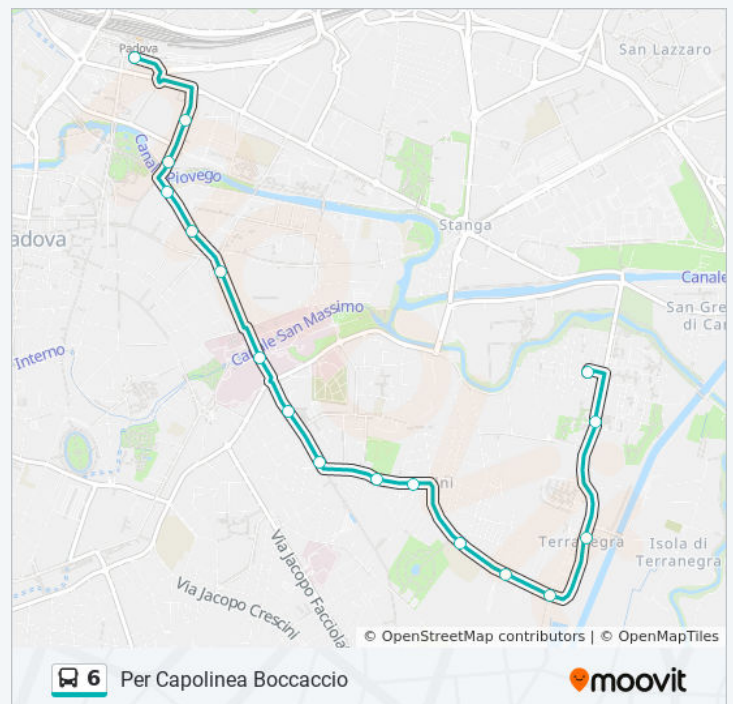 Padova
San Lazzaro
Canale Piovego
Stanga
adova
Canale
San Gre
di Ca
Canale San Massimo
Interno
ini
Terranegra
Isola di
Terranegra
Via Jacopo Facciola
Via Jacopo Crescini
© OpenStreetMap contributors | © OpenMapTiles
6 Per Capolinea Boccaccio
moovit